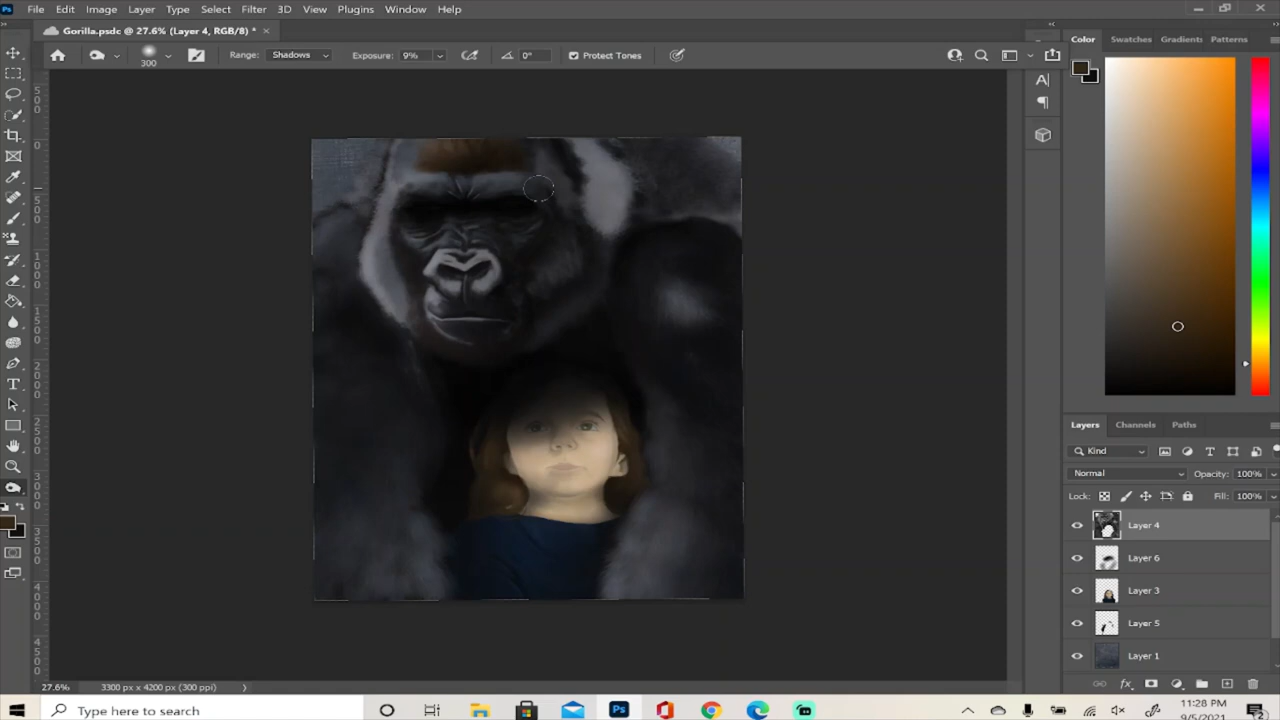 File Edit Image Layer Type Select Filter 3D View Plugins Window Help
Gorilla.psdc @ 27.6% (Layer 4, RGB/8) *
300 Range: Shadows Exposure: 9% 0° Protect Tones
Color Swatches Gradients Patterns
Layers Channels Paths
Kind
Normal Opacity: 100%
Lock: Fill: 100%
Layer 4
Layer 6
Layer 3
Layer 5
Layer 1
27.6% 3300 px x 4200 px (300 ppi)
Type here to search
11:28 PM
9/5/2021